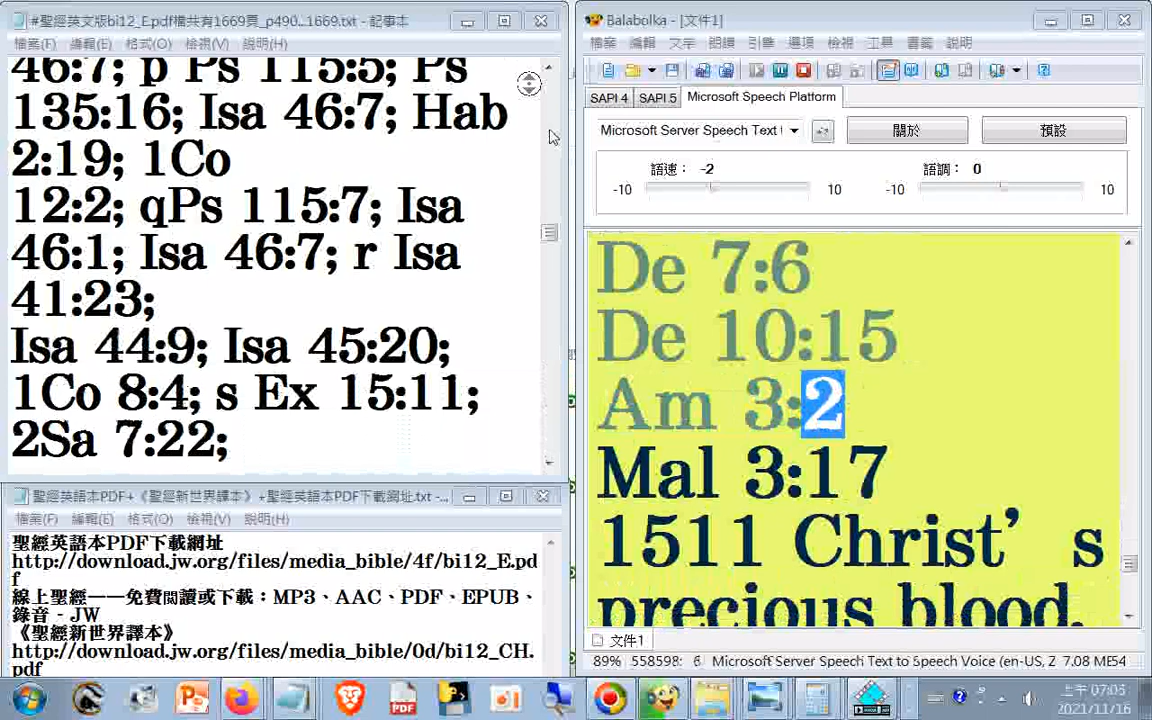 #聖經英文版bi12_E.pdf檔共有1669頁_p490...1669.txt - 記事本
檔案(F) 編輯(E) 格式(O) 檢視(V) 說明(H)
46:7; p Ps 115:5; Ps
135:16; Isa 46:7; Hab
2:19; 1Co
12:2; qPs 115:7; Isa
46:1; Isa 46:7; r Isa
41:23;
Isa 44:9; Isa 45:20;
1Co 8:4; s Ex 15:11;
2Sa 7:22;
聖經英語本PDF+《聖經新世界譯本》+聖經英語本PDF下載網址.txt -...
檔案(F) 編輯(E) 格式(O) 檢視(V) 說明(H)
聖經英語本PDF下載網址
http://download.jw.org/files/media_bible/4f/bi12_E.pd
f
線上聖經——免費閱讀或下載：MP3、AAC、PDF、EPUB、
錄音 - JW
《聖經新世界譯本》
http://download.jw.org/files/media_bible/0d/bi12_CH.
pdf
Balabolka - [文件1]
檔案 編輯 文字 朗讀 引擎 選項 檢視 工具 書籤 說明
SAPI 4 SAPI 5 Microsoft Speech Platform
Microsoft Server Speech Text 關於 預設
語速： -2 語調： 0
-10 10 -10 10
De 7:6
De 10:15
Am 3:2
Mal 3:17
1511 Christ’s
precious blood.
文件1
89% 558598: 6 Microsoft Server Speech Text to Speech Voice (en-US, Z 7.08 ME54
上午 07:06
2021/11/16